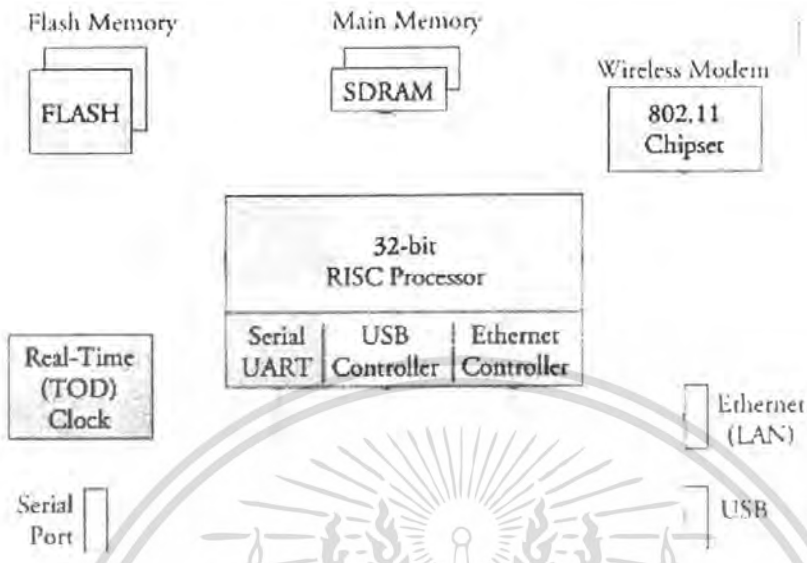 Flash Memory
FLASH
Main Memory
SDRAM
Wireless Modem
802.11
Chipset
32-bit
RISC Processor
Serial
UART
USB
Controller
Ethernet
Controller
Real-Time
(TOD)
Clock
Ethernet
(LAN)
Serial
Port
USB